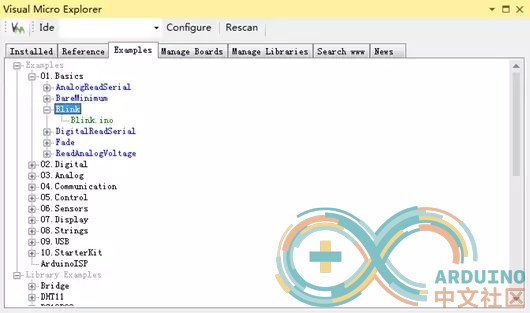 Visual Micro Explorer
Ide Configure Rescan
Installed Reference Examples Manage Boards Manage Libraries Search www News
Examples
01.Basics
AnalogReadSerial
BareMinimum
Blink
Blink.ino
DigitalReadSerial
Fade
ReadAnalogVoltage
02.Digital
03.Analog
04.Communication
05.Control
06.Sensors
07.Display
08.Strings
09.USB
10.StarterKit
ArduinoISP
Library Examples
Bridge
DHT11
ARDUINO
中文社区